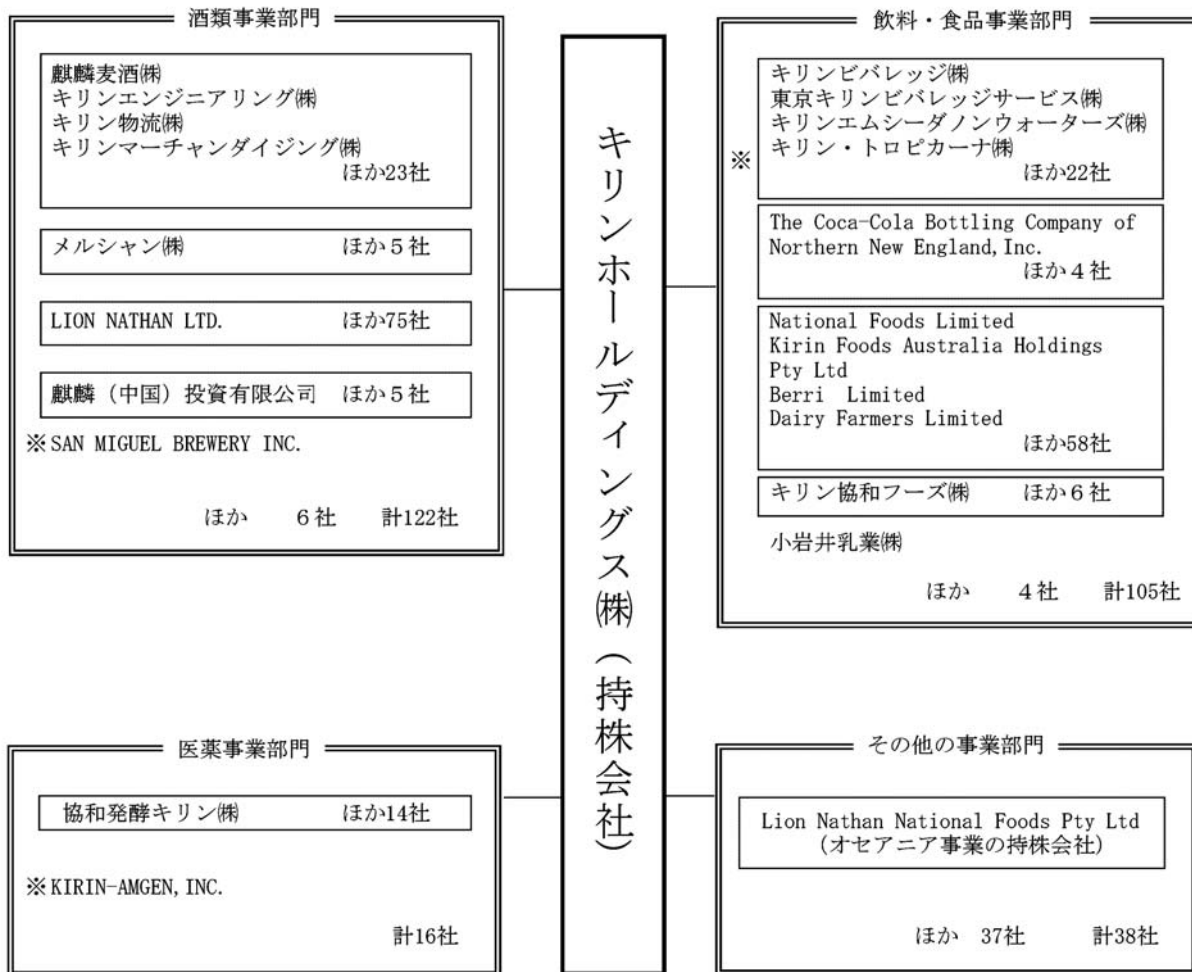 酒類事業部門
麒麟麦酒㈱
キリンエンジニアリング㈱
キリン物流㈱
キリンマーチャンダイジング㈱
ほか23社
メルシャン㈱ ほか５社
LION NATHAN LTD. ほか75社
麒麟（中国）投資有限公司 ほか５社
※SAN MIGUEL BREWERY INC.
ほか ６社 計122社
キリンホールディングス㈱（持株会社）
飲料・食品事業部門
キリンビバレッジ㈱
東京キリンビバレッジサービス㈱
キリンエムシーダノンウォーターズ㈱
※ キリン・トロピカーナ㈱
ほか22社
The Coca-Cola Bottling Company of
Northern New England, Inc.
ほか４社
National Foods Limited
Kirin Foods Australia Holdings
Pty Ltd
Berri Limited
Dairy Farmers Limited
ほか58社
キリン協和フーズ㈱ ほか６社
小岩井乳業㈱
ほか ４社 計105社
医薬事業部門
協和発酵キリン㈱ ほか14社
※KIRIN-AMGEN, INC.
計16社
その他の事業部門
Lion Nathan National Foods Pty Ltd
(オセアニア事業の持株会社)
ほか 37社 計38社